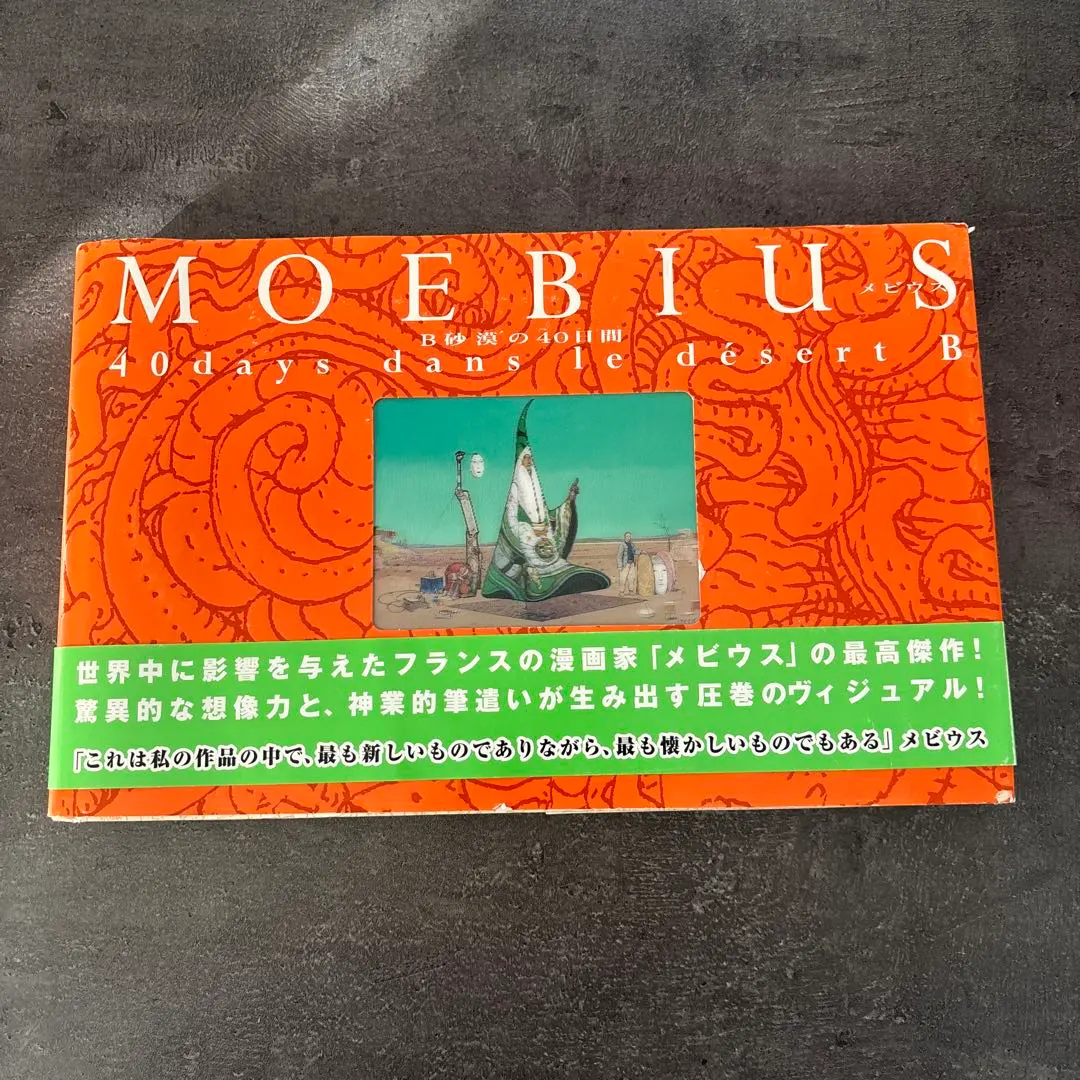 MOEBIUS
メビウス
B砂漠の40日間
40days dans le désert B
世界中に影響を与えたフランスの漫画家「メビウス」の最高傑作!
驚異的な想像力と、神業的筆遣いが生み出す圧巻のヴィジュアル!
『これは私の作品の中で、最も新しいものでありながら、最も懐かしいものでもある』メビウス